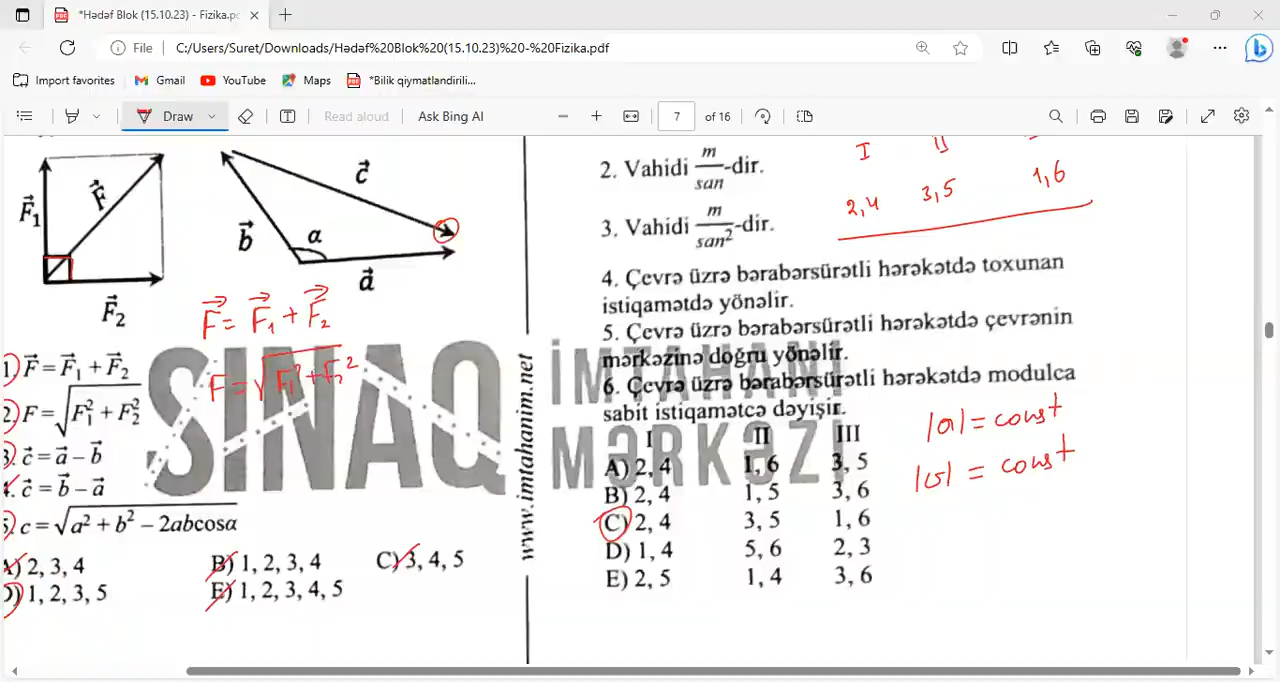 *Hədəf Blok (15.10.23) - Fizika.pc
File
C:/Users/Suret/Downloads/Hədəf%20Blok%20(15.10.23)%20-%20Fizika.pdf
Import favorites
Gmail
YouTube
Maps
*Bilik qiymətləndirili...
Draw
Read aloud
Ask Bing AI
7 of 16
F⃗₁
F⃗
F⃗₂
b⃗
c⃗
α
a⃗
F⃗ = F⃗₁ + F⃗₂
F = √F₁² + F₂²
1) F⃗ = F⃗₁ + F⃗₂
2) F = √F₁² + F₂²
3. c⃗ = a⃗ – b⃗
4. c⃗ = b⃗ – a⃗
5. c = √a² + b² – 2abcosα
A) 2, 3, 4
B) 1, 2, 3, 4
C) 3, 4, 5
D) 1, 2, 3, 5
E) 1, 2, 3, 4, 5
SINAQ
İMTAHANI
MƏRKƏZİ
www.imtahanim.net
2. Vahidi m/san-dir.
3. Vahidi m/san²-dir.
4. Çevrə üzrə bərabərsürətli hərəkətdə toxunan
istiqamətdə yönəlir.
5. Çevrə üzrə bərabərsürətli hərəkətdə çevrənin
mərkəzinə doğru yönəlir.
6. Çevrə üzrə bərabərsürətli hərəkətdə modulca
sabit istiqamətcə dəyişir.
I II III
A) 2, 4 1, 6 3, 5
B) 2, 4 1, 5 3, 6
C) 2, 4 3, 5 1, 6
D) 1, 4 5, 6 2, 3
E) 2, 5 1, 4 3, 6
I II
2,4 3,5 1,6
|a| = const
|v| = const